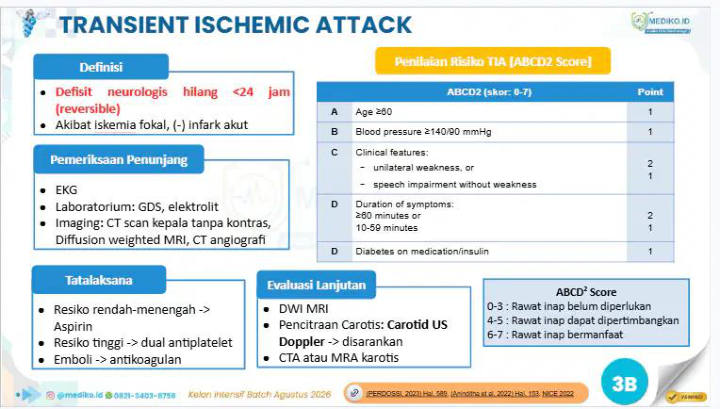 TRANSIENT ISCHEMIC ATTACK
MEDIKO.ID
Definisi
• Defisit neurologis hilang <24 jam
(reversible)
• Akibat iskemia fokal, (-) infark akut
Pemeriksaan Penunjang
• EKG
• Laboratorium: GDS, elektrolit
• Imaging: CT scan kepala tanpa kontras,
Diffusion weighted MRI, CT angiografi
Penilaian Risiko TIA [ABCD2 Score]
ABCD2 (skor: 0-7) Point
A Age ≥60 1
B Blood pressure ≥140/90 mmHg 1
C Clinical features:
– unilateral weakness, or 2
– speech impairment without weakness 1
D Duration of symptoms:
≥60 minutes or 2
10-59 minutes 1
D Diabetes on medication/insulin 1
Tatalaksana
• Resiko rendah-menengah ->
Aspirin
• Resiko tinggi -> dual antiplatelet
• Emboli -> antikoagulan
Evaluasi Lanjutan
• DWI MRI
• Pencitraan Carotis: Carotid US
Doppler -> disarankan
• CTA atau MRA karotis
ABCD² Score
0-3 : Rawat inap belum diperlukan
4-5 : Rawat inap dapat dipertimbangkan
6-7 : Rawat inap bermanfaat
3B
@mediko.id 0821-3403-8758 Kelan Intensif Batch Agustus 2026
(PERDOSSI, 2023) Hal. 589, (Aninditha et al, 2022) Hal. 153, NICE 2022